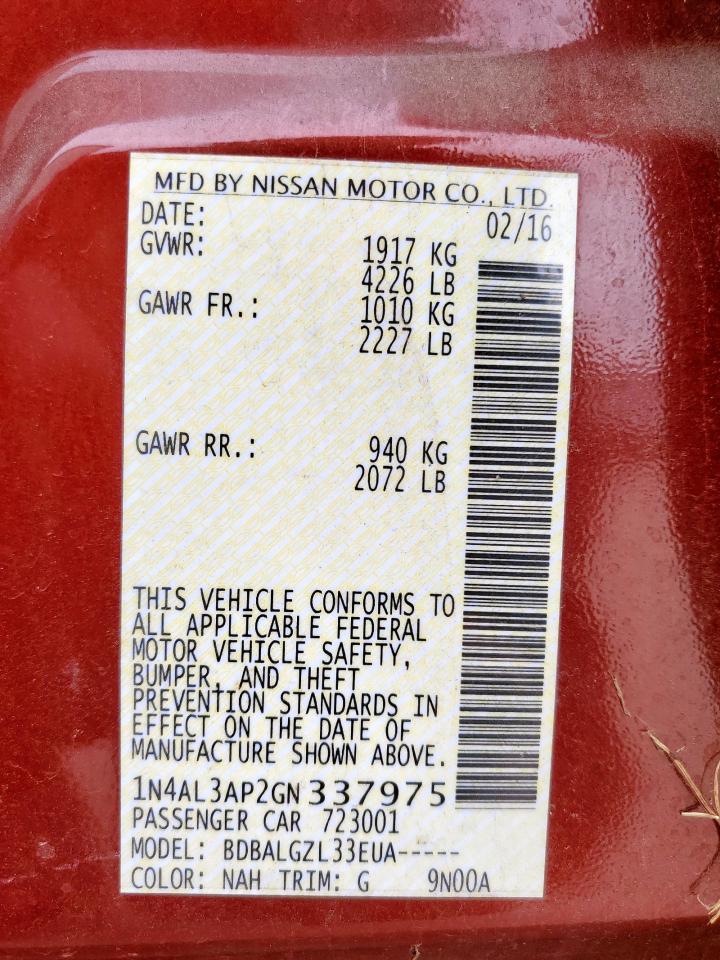 MFD BY NISSAN MOTOR CO., LTD.
DATE: 02/16
GVWR: 1917 KG
4226 LB
GAWR FR.: 1010 KG
2227 LB
GAWR RR.: 940 KG
2072 LB
THIS VEHICLE CONFORMS TO
ALL APPLICABLE FEDERAL
MOTOR VEHICLE SAFETY,
BUMPER, AND THEFT
PREVENTION STANDARDS IN
EFFECT ON THE DATE OF
MANUFACTURE SHOWN ABOVE.
1N4AL3AP2GN337975
PASSENGER CAR 723001
MODEL: BDBALGZL33EUA-----
COLOR: NAH TRIM: G 9N00A